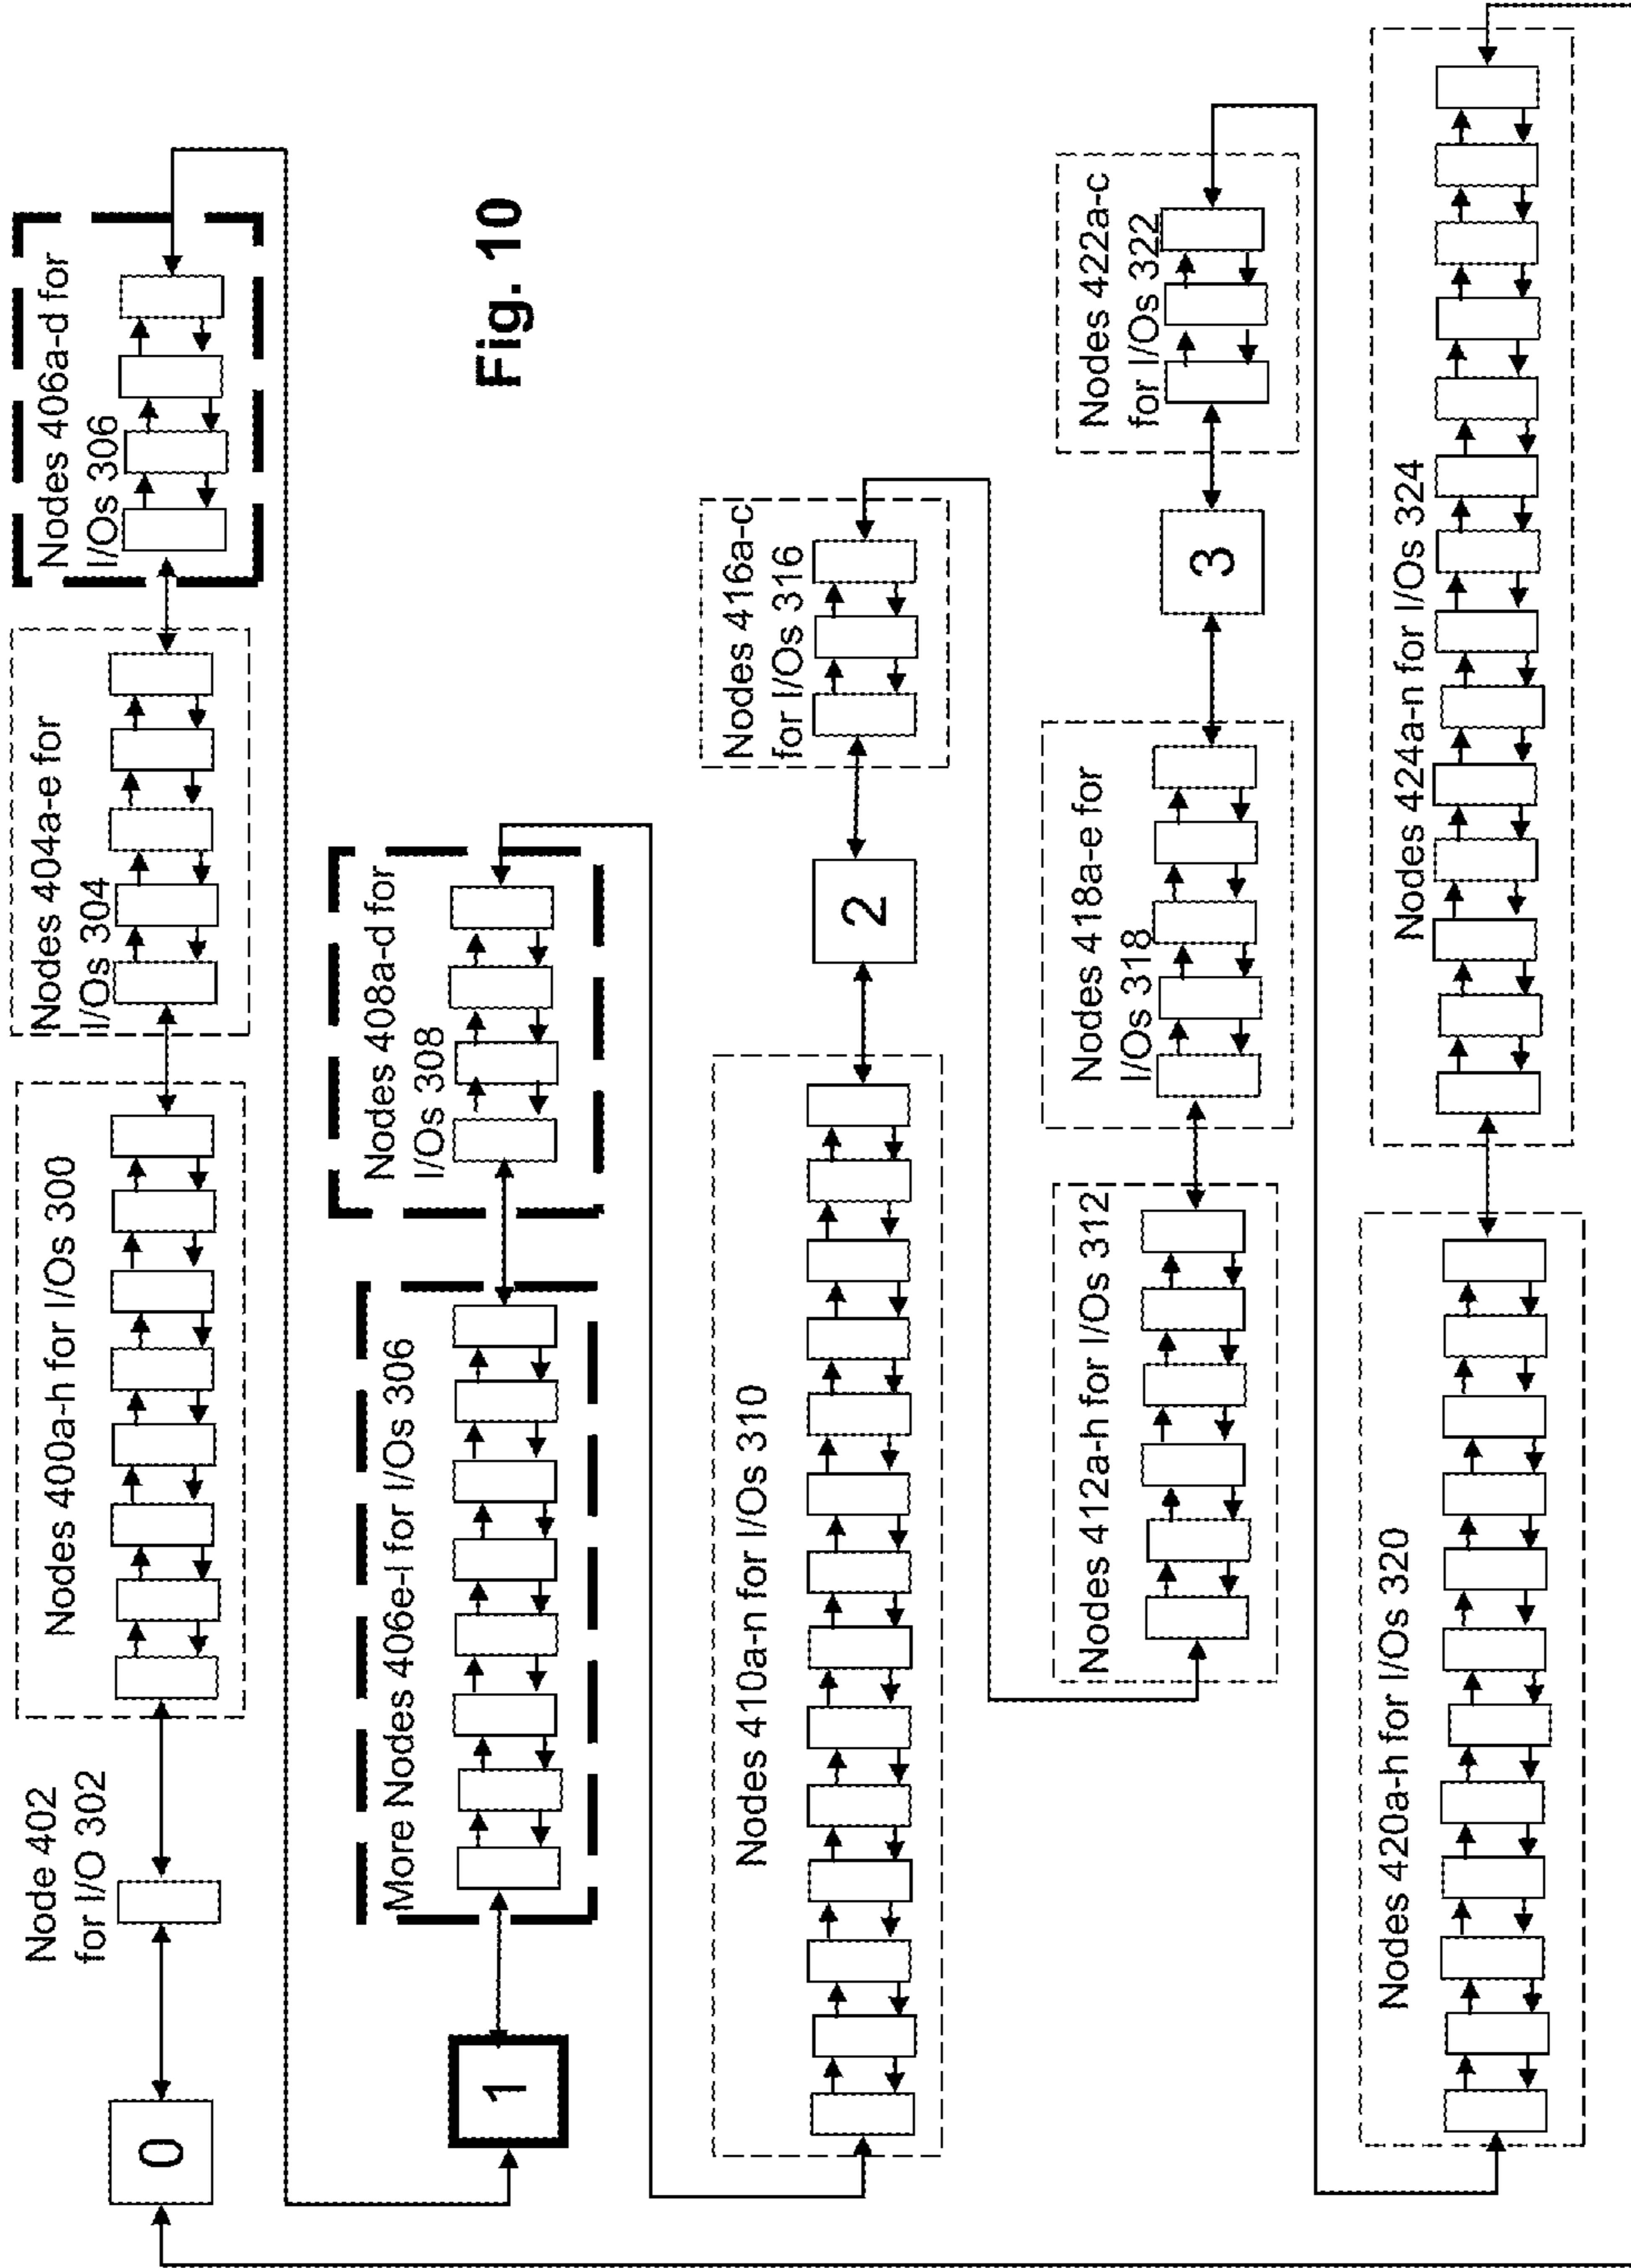 0
Node 402
for I/O 302
Nodes 400a-h for I/Os 300
Nodes 404a-e for
I/Os 304
Nodes 406a-d for
I/Os 306
1
More Nodes 406e-l for I/Os 306
Nodes 408a-d for
I/Os 308
Fig. 10
Nodes 410a-n for I/Os 310
2
Nodes 416a-c
for I/Os 316
Nodes 412a-h for I/Os 312
Nodes 418a-e for
I/Os 318
3
Nodes 422a-c
for I/Os 322
Nodes 420a-h for I/Os 320
Nodes 424a-n for I/Os 324